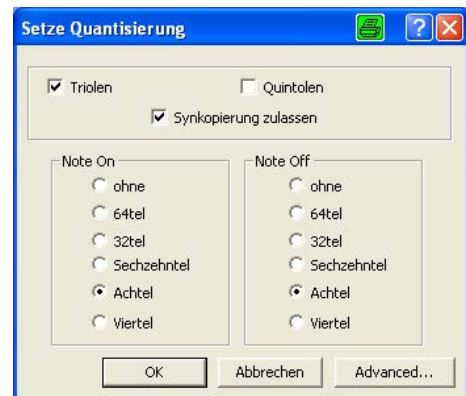 Setze Quantisierung
Triolen Quintolen
Synkopierung zulassen
Note On Note Off
ohne ohne
64tel 64tel
32tel 32tel
Sechzehntel Sechzehntel
Achtel Achtel
Viertel Viertel
OK Abbrechen Advanced...